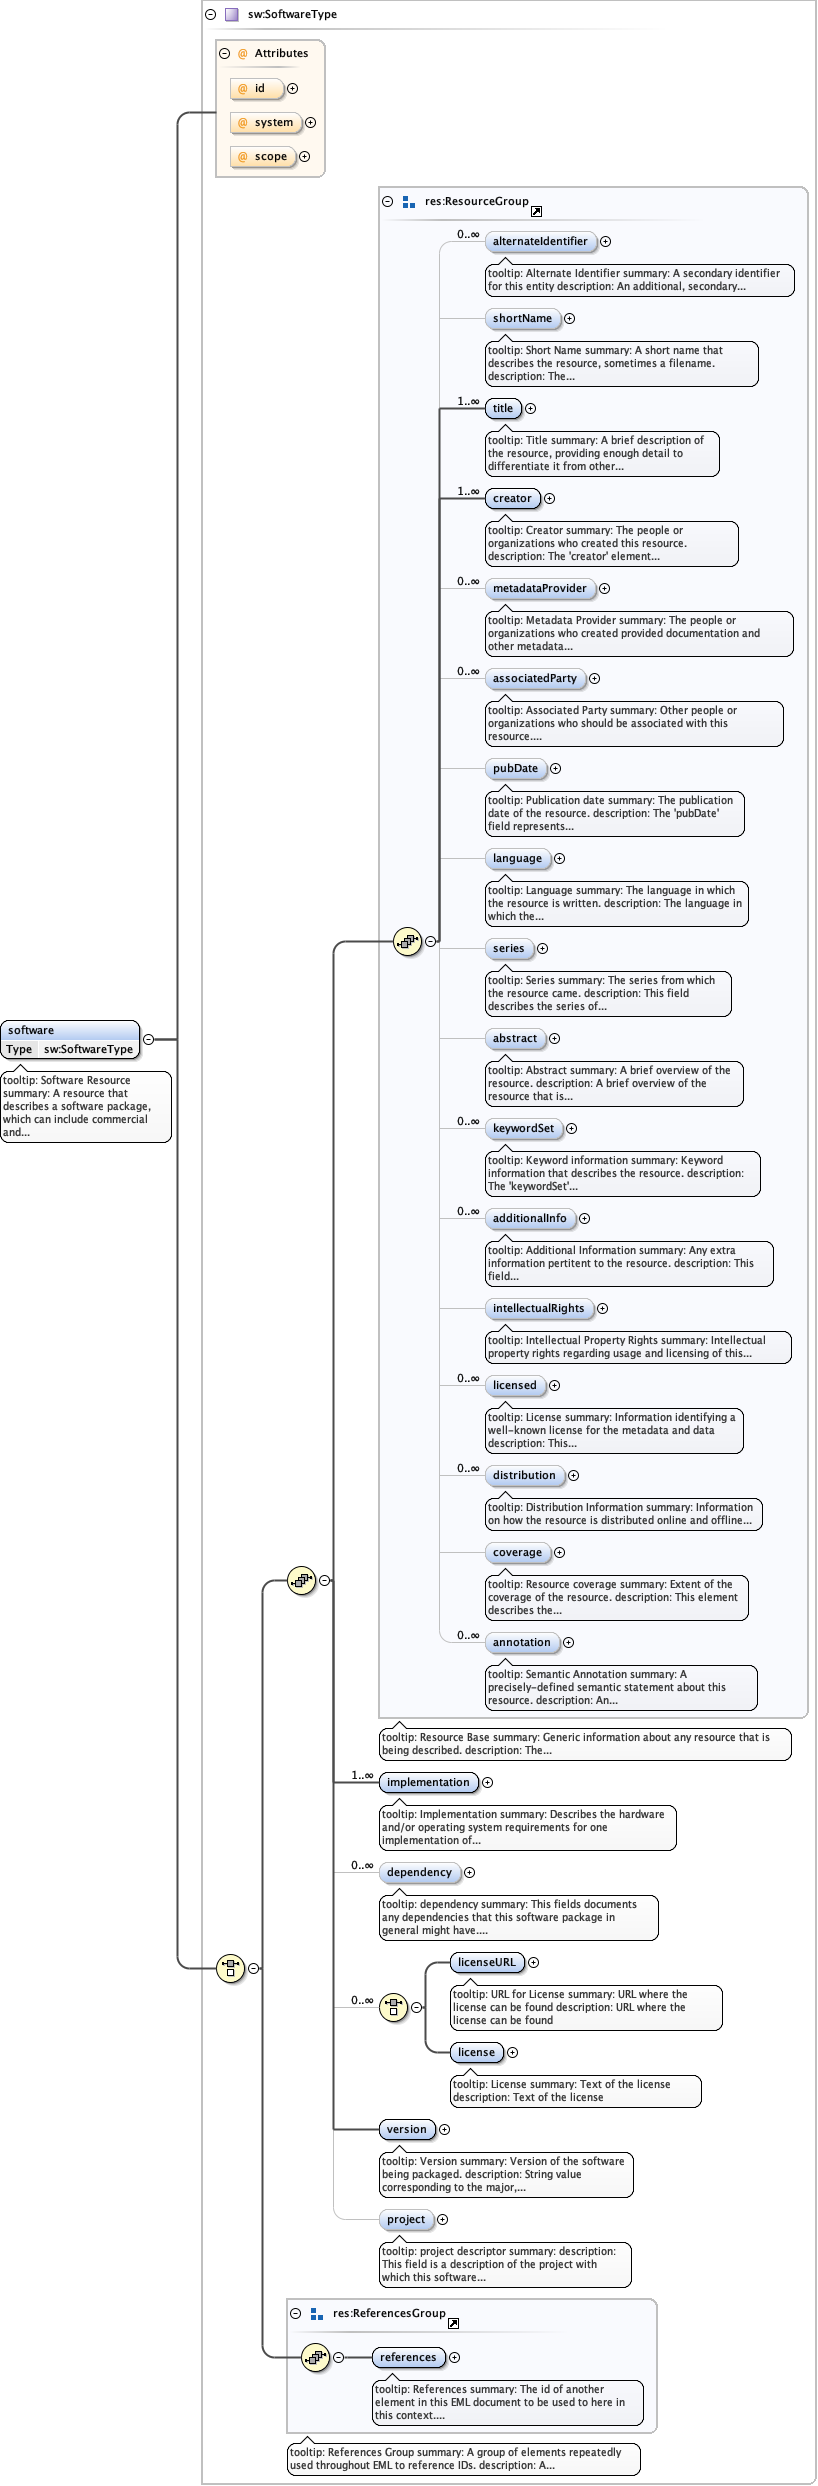 sw:SoftwareType
@ Attributes
@ id
@ system
@ scope
res:ResourceGroup
0..∞ alternateIdentifier
tooltip: Alternate Identifier summary: A secondary identifier
for this entity description: An additional, secondary...
shortName
tooltip: Short Name summary: A short name that
describes the resource, sometimes a filename.
description: The...
1..∞ title
tooltip: Title summary: A brief description of
the resource, providing enough detail to
differentiate it from other...
1..∞ creator
tooltip: Creator summary: The people or
organizations who created this resource.
description: The 'creator' element...
0..∞ metadataProvider
tooltip: Metadata Provider summary: The people or
organizations who created provided documentation and
other metadata...
0..∞ associatedParty
tooltip: Associated Party summary: Other people or
organizations who should be associated with this
resource....
pubDate
tooltip: Publication date summary: The publication
date of the resource. description: The 'pubDate'
field represents...
language
tooltip: Language summary: The language in which
the resource is written. description: The language in
which the...
series
tooltip: Series summary: The series from which
the resource came. description: This field
describes the series of...
software
Type sw:SoftwareType
tooltip: Software Resource
summary: A resource that
describes a software package,
which can include commercial
and...
abstract
tooltip: Abstract summary: A brief overview of the
resource. description: A brief overview of the
resource that is...
0..∞ keywordSet
tooltip: Keyword information summary: Keyword
information that describes the resource. description:
The 'keywordSet'...
0..∞ additionalInfo
tooltip: Additional Information summary: Any extra
information pertitent to the resource. description: This
field...
intellectualRights
tooltip: Intellectual Property Rights summary: Intellectual
property rights regarding usage and licensing of this...
0..∞ licensed
tooltip: License summary: Information identifying a
well-known license for the metadata and data
description: This...
0..∞ distribution
tooltip: Distribution Information summary: Information
on how the resource is distributed online and offline...
coverage
tooltip: Resource coverage summary: Extent of the
coverage of the resource. description: This element
describes the...
0..∞ annotation
tooltip: Semantic Annotation summary: A
precisely-defined semantic statement about this
resource. description: An...
tooltip: Resource Base summary: Generic information about any resource that is
being described. description: The...
1..∞ implementation
tooltip: Implementation summary: Describes the hardware
and/or operating system requirements for one
implementation of...
0..∞ dependency
tooltip: dependency summary: This fields documents
any dependencies that this software package in
general might have....
0..∞
licenseURL
tooltip: URL for License summary: URL where the
license can be found description: URL where the
license can be found
license
tooltip: License summary: Text of the license
description: Text of the license
version
tooltip: Version summary: Version of the software
being packaged. description: String value
corresponding to the major,...
project
tooltip: project descriptor summary: description:
This field is a description of the project with
which this software...
res:ReferencesGroup
references
tooltip: References summary: The id of another
element in this EML document to be used to here in
this context....
tooltip: References Group summary: A group of elements repeatedly
used throughout EML to reference IDs. description: A...